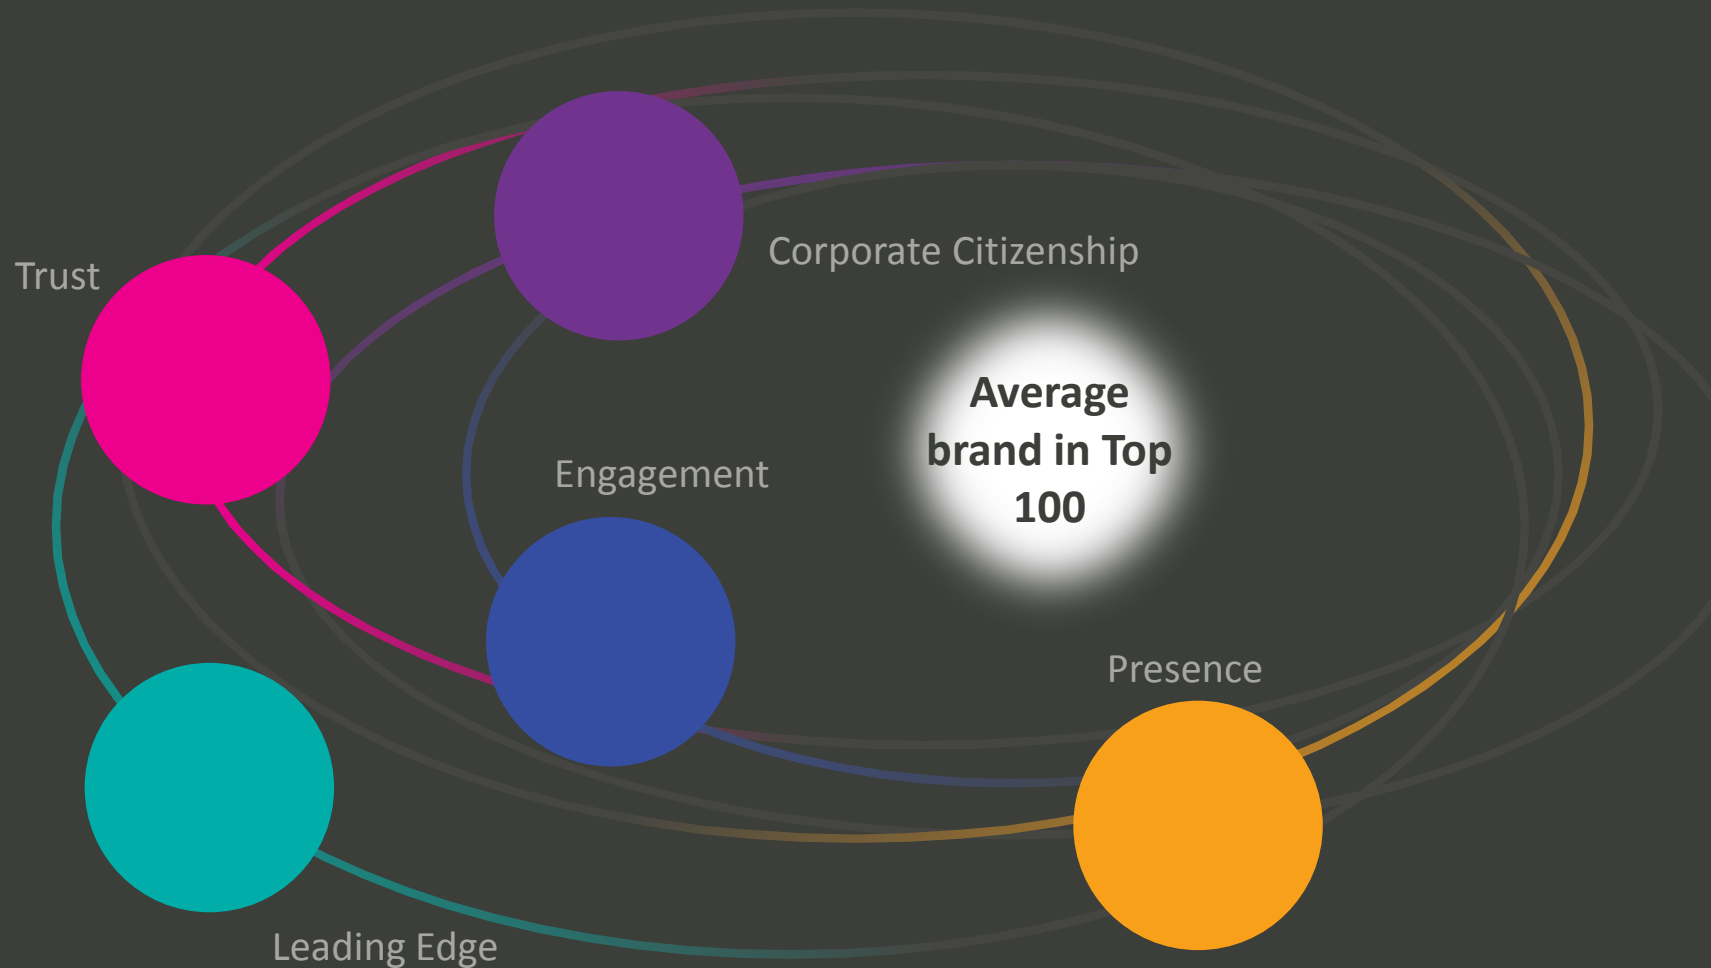 Corporate Citizenship
Trust
Average
brand in Top
100
Engagement
Presence
Leading Edge